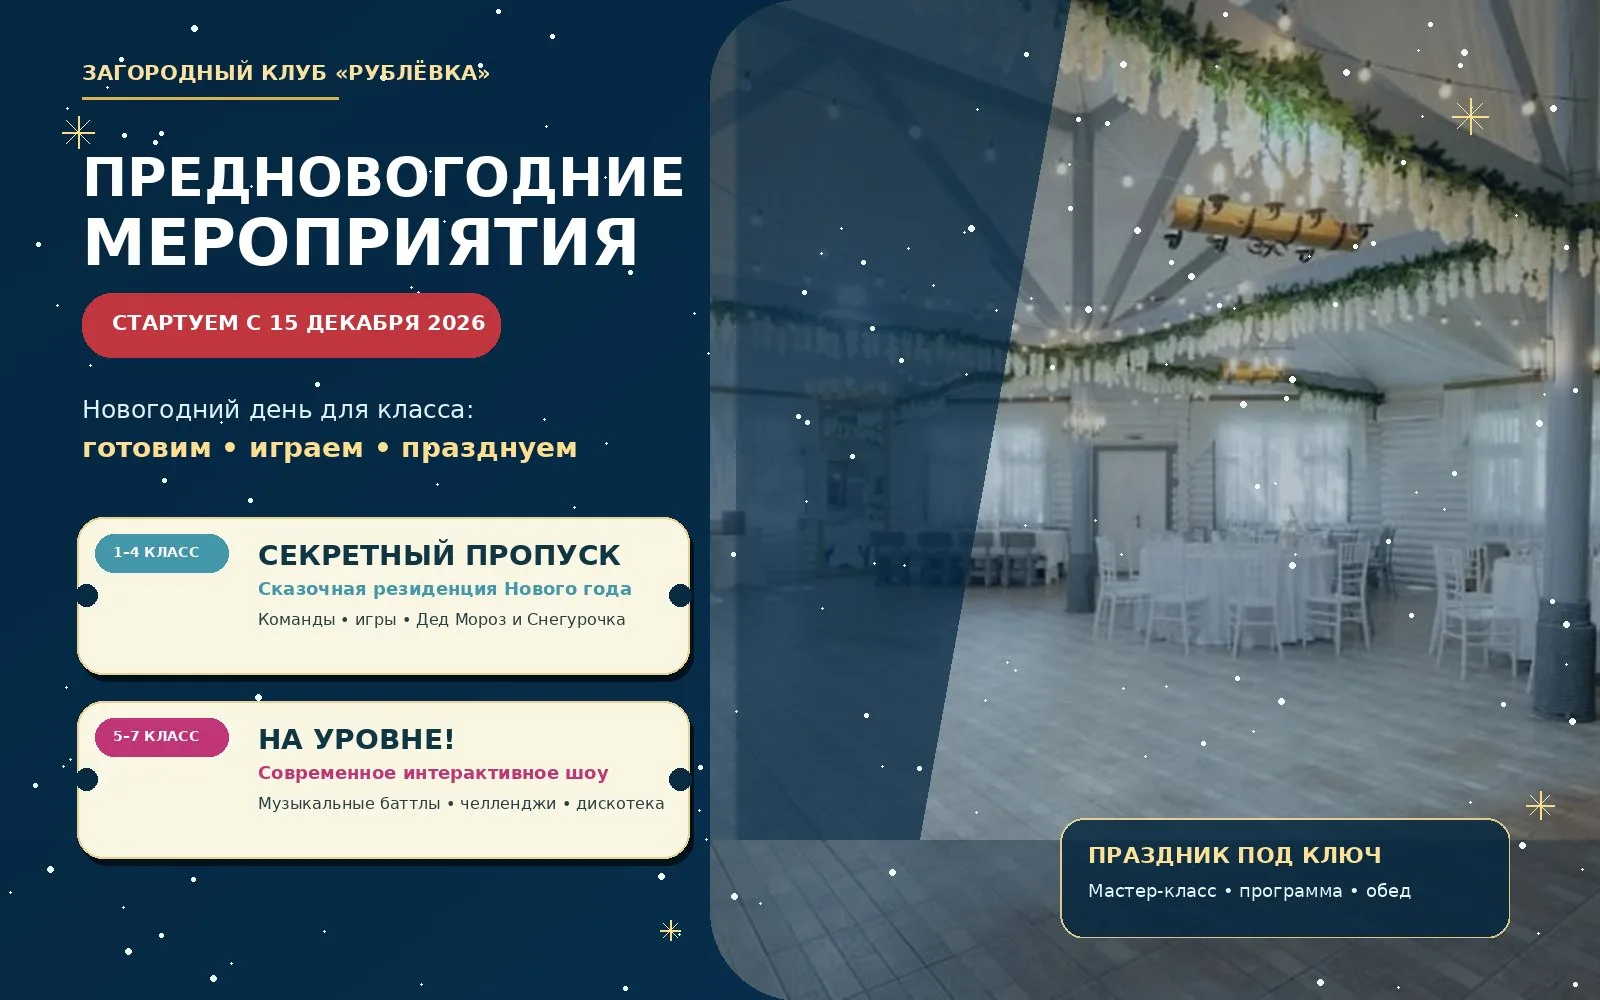 ЗАГОРОДНЫЙ КЛУБ «РУБЛЁВКА»
ПРЕДНОВОГОДНИЕ
МЕРОПРИЯТИЯ
СТАРТУЕМ С 15 ДЕКАБРЯ 2026
Новогодний день для класса:
готовим • играем • празднуем
1–4 КЛАСС
СЕКРЕТНЫЙ ПРОПУСК
Сказочная резиденция Нового года
Команды • игры • Дед Мороз и Снегурочка
5–7 КЛАСС
НА УРОВНЕ!
Современное интерактивное шоу
Музыкальные баттлы • челленджи • дискотека
ПРАЗДНИК ПОД КЛЮЧ
Мастер-класс • программа • обед